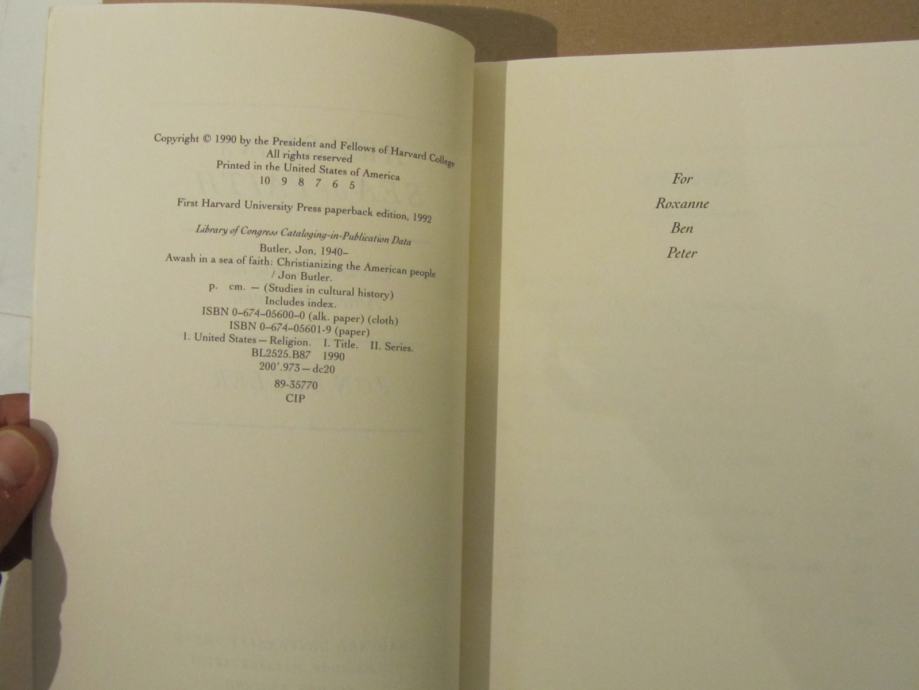 Copyright © 1990 by the President and Fellows of Harvard College
All rights reserved
Printed in the United States of America
10 9 8 7 6 5
First Harvard University Press paperback edition, 1992
Library of Congress Cataloging-in-Publication Data
Butler, Jon, 1940–
Awash in a sea of faith: Christianizing the American people
/ Jon Butler.
p. cm. — (Studies in cultural history)
Includes index.
ISBN 0–674–05600–0 (alk. paper) (cloth)
ISBN 0–674–05601-9 (paper)
1. United States — Religion. I. Title. II. Series.
BL2525.B87 1990
200'.973 — dc20
89-35770
CIP
For
Roxanne
Ben
Peter